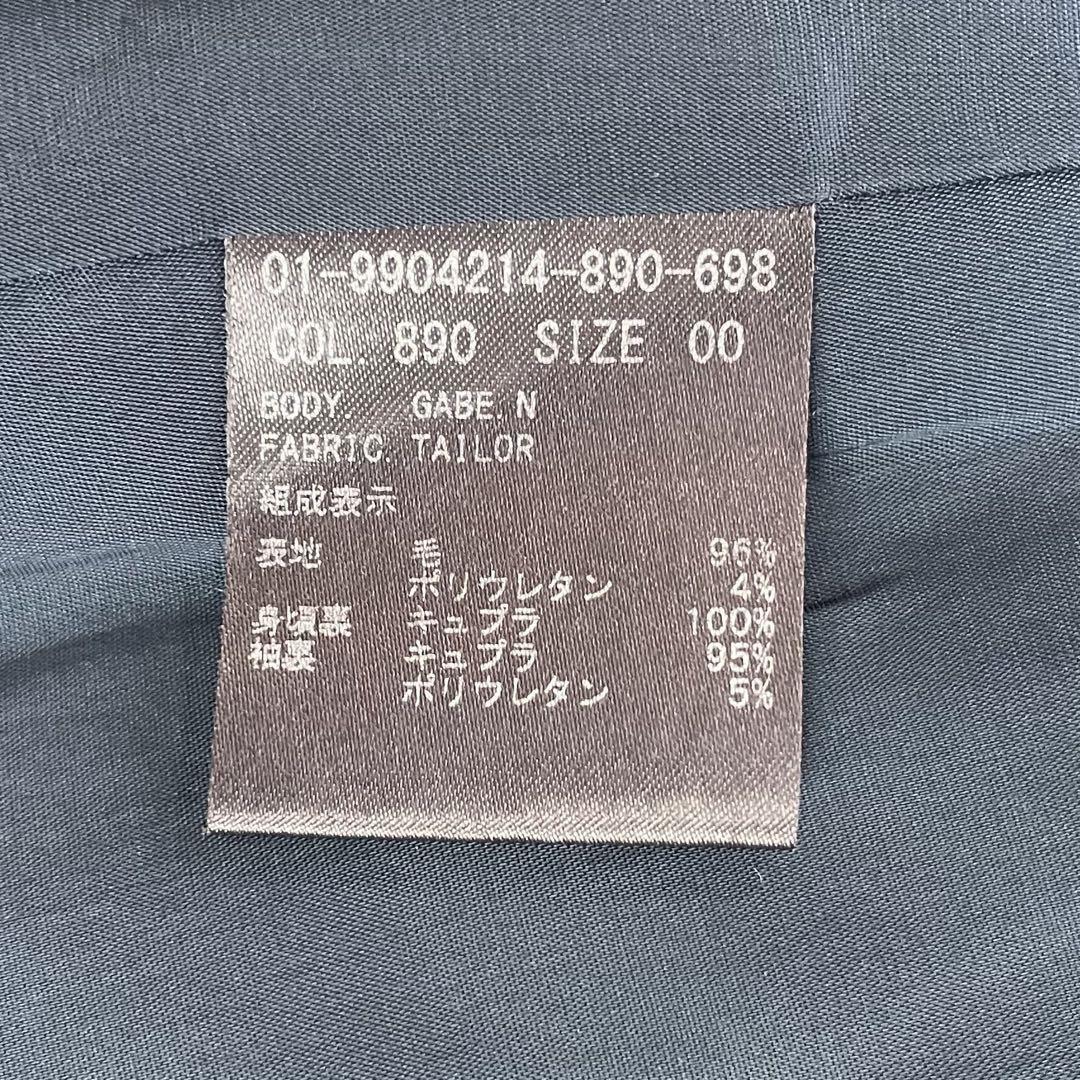 01-9904214-890-698
COL. 890 SIZE 00
BODY. GABE.N
FABRIC. TAILOR
組成表示
表地 毛 96%
ポリウレタン 4%
身頃裏 キュプラ 100%
袖裏 キュプラ 95%
ポリウレタン 5%